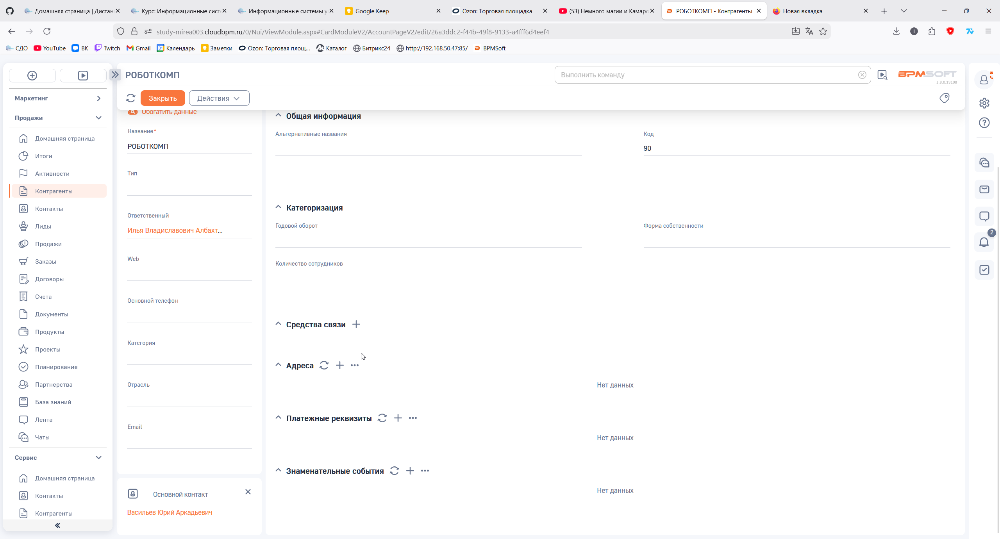 Домашняя страница | Дистан
Курс: Информационные сист
Информационные системы у
Google Keep
Ozon: Торговая площадка
(53) Немного магии и Камаро
РОБОТКОМП - Контрагенты
Новая вкладка
study-mirea003.cloudbpm.ru/0/Nui/ViewModule.aspx#CardModuleV2/AccountPageV2/edit/26a3ddc2-f44b-49f8-9133-a4fff6d4eef4
СДО
YouTube
ВК
Twitch
Gmail
31
Календарь
Заметки
Ozon: Торговая площ...
Каталог
Битрикс24
http://192.168.50.47:85/
BPMSoft
РОБОТКОМП
Выполнить команду
BPMSOFT
1.8.0.19108
Закрыть
Действия
Маркетинг
Продажи
Домашняя страница
Итоги
Активности
Контрагенты
Контакты
Лиды
Продажи
Заказы
Договоры
Счета
Документы
Продукты
Проекты
Планирование
Партнерства
База знаний
Лента
Чаты
Сервис
Домашняя страница
Контакты
Контрагенты
Обогатить данные
Название*
РОБОТКОМП
Тип
Ответственный
Илья Владиславович Албахт...
Web
Основной телефон
Категория
Отрасль
Email
Основной контакт
Васильев Юрий Аркадьевич
Общая информация
Альтернативные названия
Код
90
Категоризация
Годовой оборот
Форма собственности
Количество сотрудников
Средства связи
Адреса
Нет данных
Платежные реквизиты
Нет данных
Знаменательные события
Нет данных
2